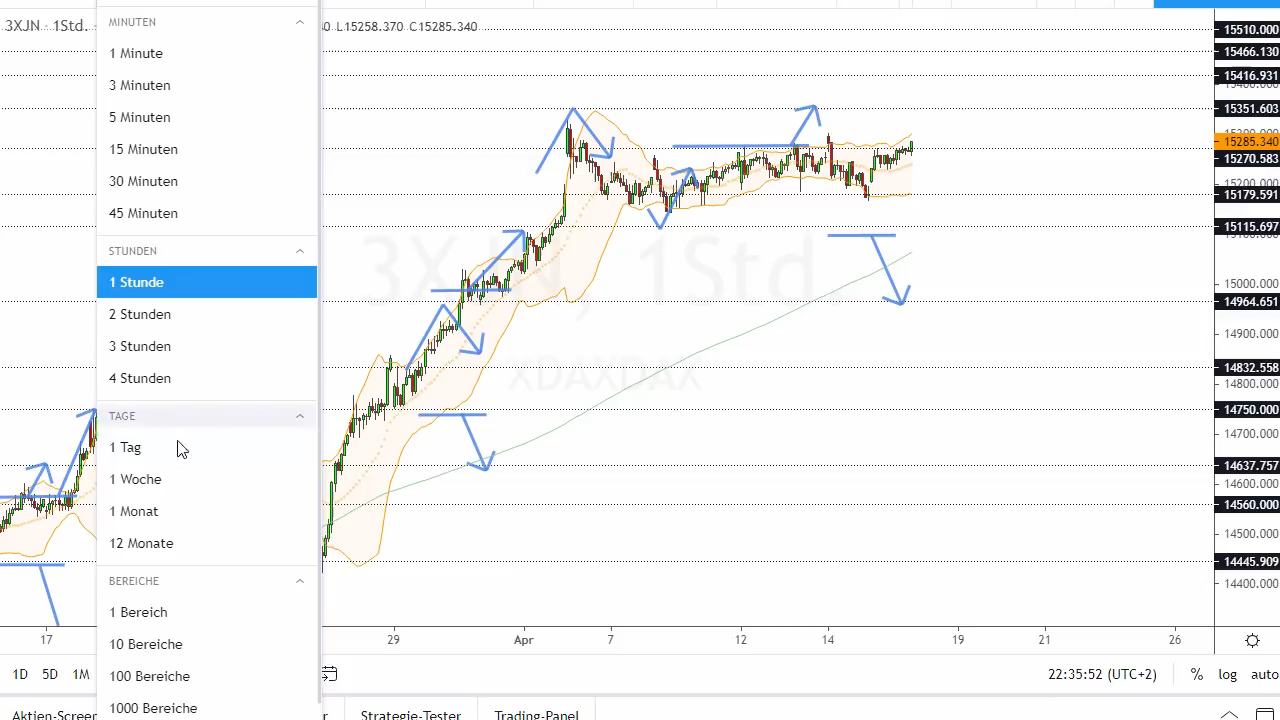 3XJN · 1Std.
L15258.370 C15285.340
MINUTEN
1 Minute
3 Minuten
5 Minuten
15 Minuten
30 Minuten
45 Minuten
STUNDEN
1 Stunde
2 Stunden
3 Stunden
4 Stunden
TAGE
1 Tag
1 Woche
1 Monat
12 Monate
BEREICHE
1 Bereich
10 Bereiche
100 Bereiche
1000 Bereiche
3XJN, 1Std
XDAXDAX
15510.000
15466.130
15416.931
15351.603
15285.340
15270.583
15200.000
15179.591
15115.697
15000.000
14964.651
14900.000
14832.558
14800.000
14750.000
14700.000
14637.757
14600.000
14560.000
14500.000
14445.909
14400.000
17 29 Apr 7 12 14 19 21 26
1D 5D 1M
22:35:52 (UTC+2) % log auto
Strategie-Tester Trading-Panel